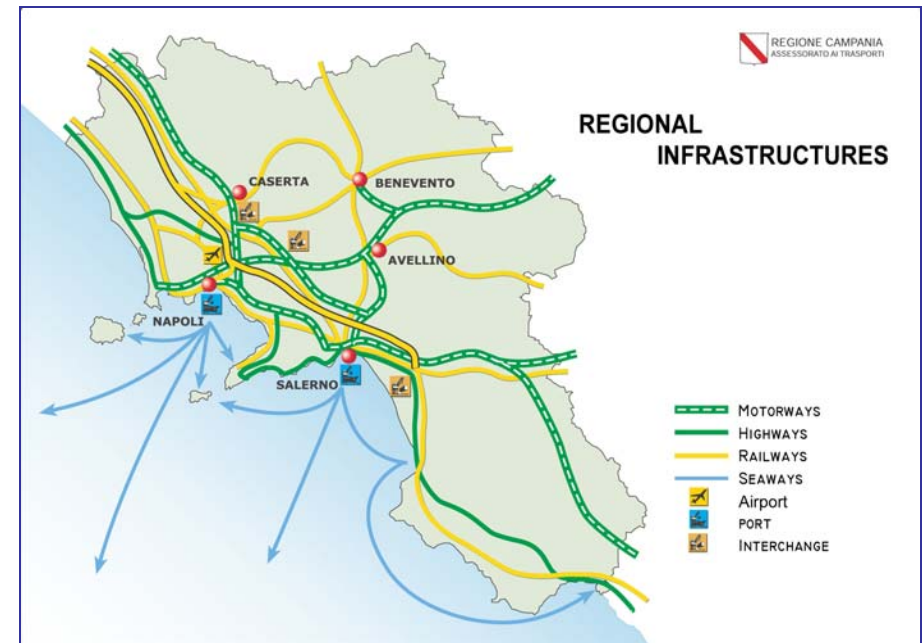 REGIONE CAMPANIA
ASSESSORATO AI TRASPORTI
REGIONAL
INFRASTRUCTURES
CASERTA
BENEVENTO
AVELLINO
NAPOLI
SALERNO
MOTORWAYS
HIGHWAYS
RAILWAYS
SEAWAYS
Airport
PORT
INTERCHANGE